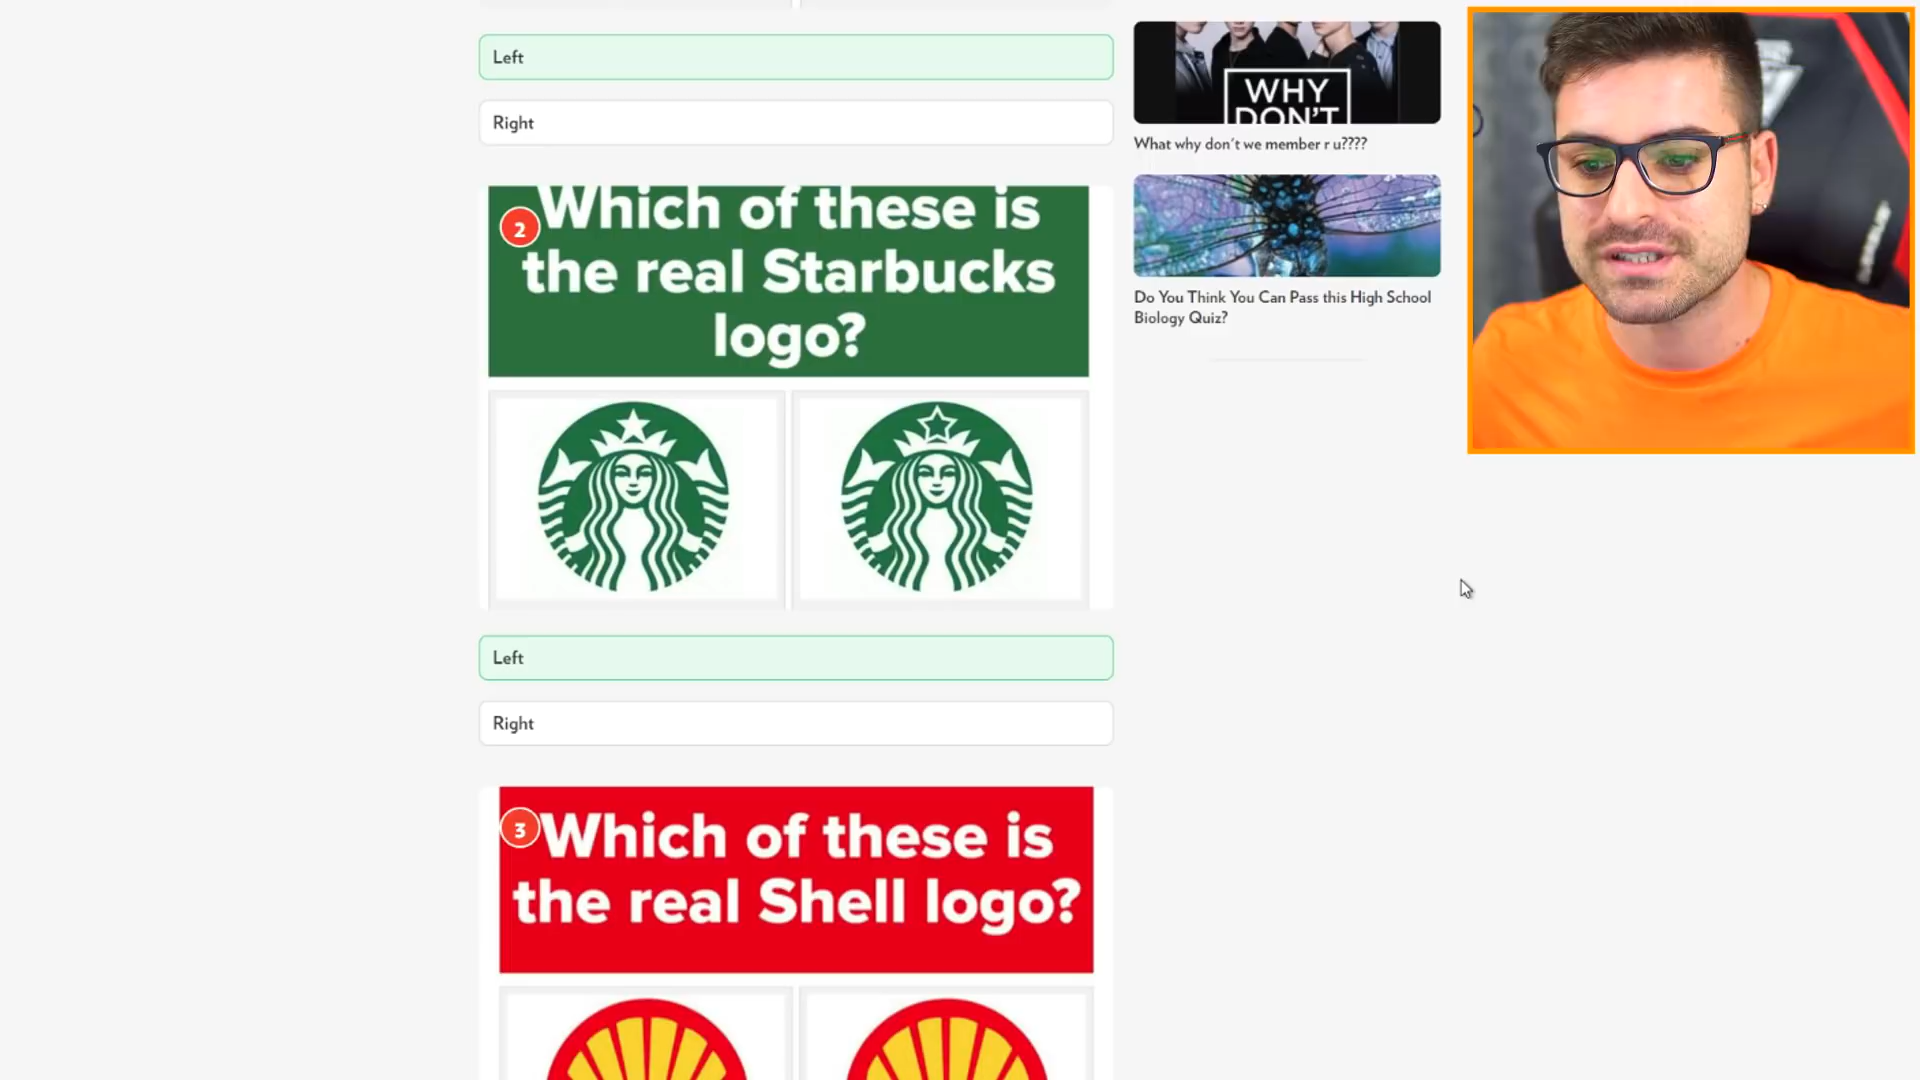 Left
Right
2
Which of these is
the real Starbucks
logo?
Left
Right
3
Which of these is
the real Shell logo?
WHY
DON'T
What why don't we member r u????
Do You Think You Can Pass this High School
Biology Quiz?